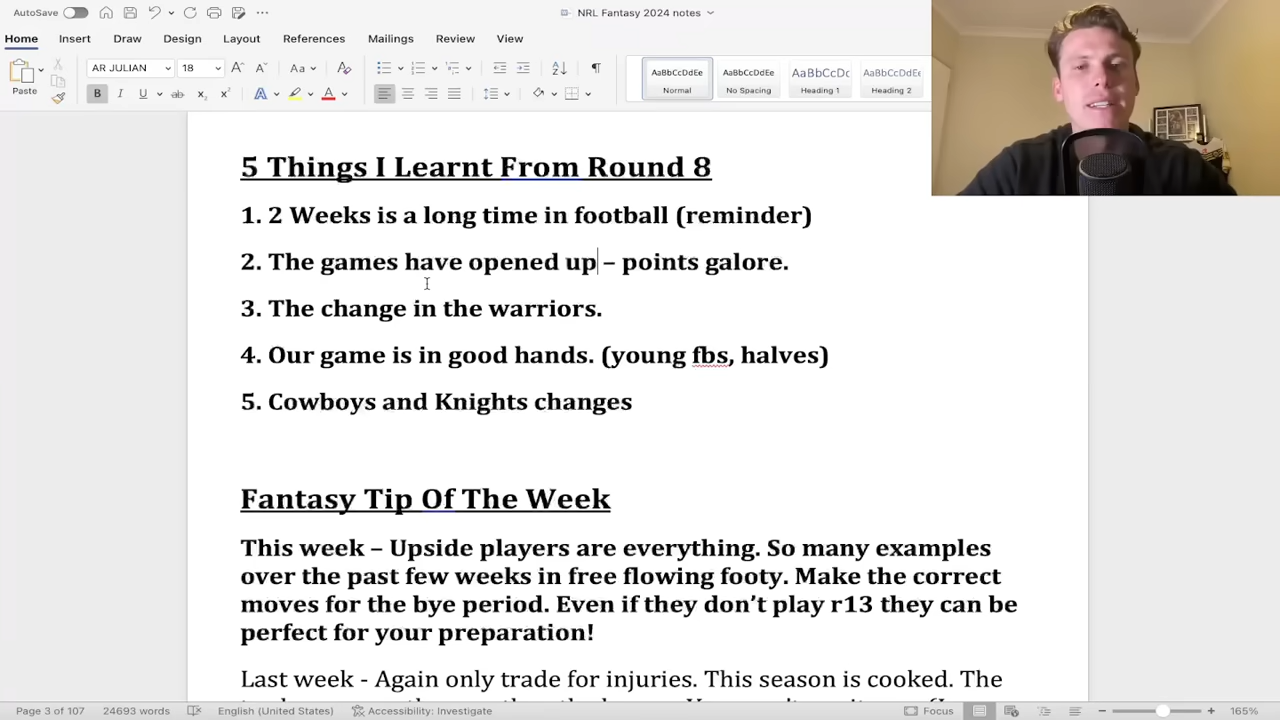 AutoSave
NRL Fantasy 2024 notes
Home Insert Draw Design Layout References Mailings Review View
Paste
AR JULIAN 18
AaBbCcDdEe AaBbCcDdEe AaBbCcDc AaBbCcDdEe
Normal No Spacing Heading 1 Heading 2
5 Things I Learnt From Round 8
1. 2 Weeks is a long time in football (reminder)
2. The games have opened up – points galore.
3. The change in the warriors.
4. Our game is in good hands. (young fbs, halves)
5. Cowboys and Knights changes
Fantasy Tip Of The Week
This week – Upside players are everything. So many examples
over the past few weeks in free flowing footy. Make the correct
moves for the bye period. Even if they don’t play r13 they can be
perfect for your preparation!
Last week - Again only trade for injuries. This season is cooked. The
Page 3 of 107 24693 words English (United States) Accessibility: Investigate Focus 165%